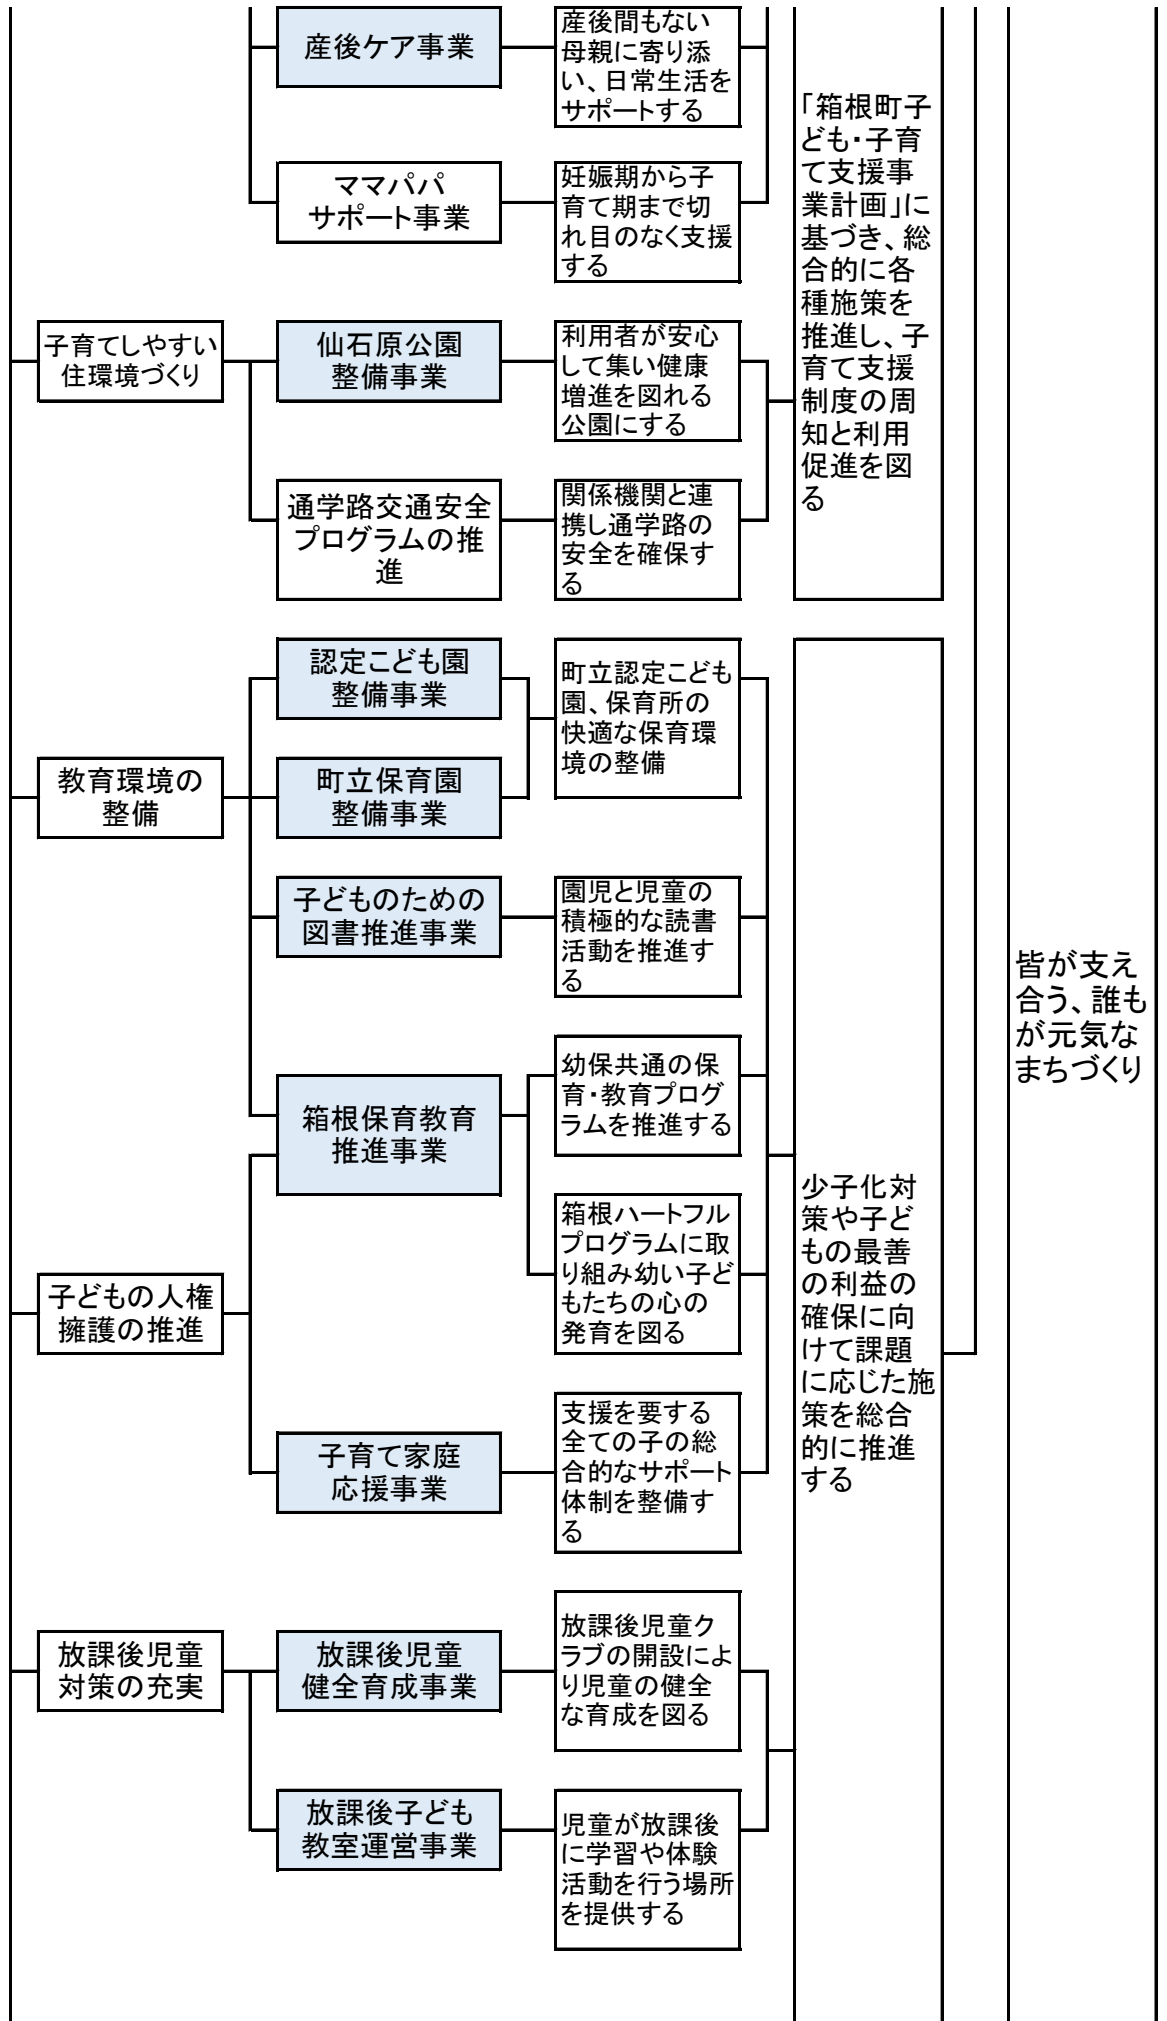 産後ケア事業
産後間もない
母親に寄り添
い、日常生活を
サポートする
ママパパ
サポート事業
妊娠期から子
育て期まで切
れ目のなく支援
する
「箱根町子
ども・子育
て支援事
業計画」に
基づき、総
合的に各
種施策を
推進し、子
育て支援
制度の周
知と利用
促進を図
る
子育てしやすい
住環境づくり
仙石原公園
整備事業
利用者が安心
して集い健康
増進を図れる
公園にする
通学路交通安全
プログラムの推
進
関係機関と連
携し通学路の
安全を確保す
る
教育環境の
整備
認定こども園
整備事業
町立認定こども
園、保育所の
快適な保育環
境の整備
町立保育園
整備事業
子どものための
図書推進事業
園児と児童の
積極的な読書
活動を推進す
る
箱根保育教育
推進事業
幼保共通の保
育・教育プログ
ラムを推進する
箱根ハートフル
プログラムに取
り組み幼い子ど
もたちの心の
発育を図る
子どもの人権
擁護の推進
子育て家庭
応援事業
支援を要する
全ての子の総
合的なサポート
体制を整備す
る
少子化対
策や子ど
もの最善
の利益の
確保に向
けて課題
に応じた施
策を総合
的に推進
する
皆が支え
合う、誰も
が元気な
まちづくり
放課後児童
対策の充実
放課後児童
健全育成事業
放課後児童ク
ラブの開設によ
り児童の健全
な育成を図る
放課後子ども
教室運営事業
児童が放課後
に学習や体験
活動を行う場所
を提供する